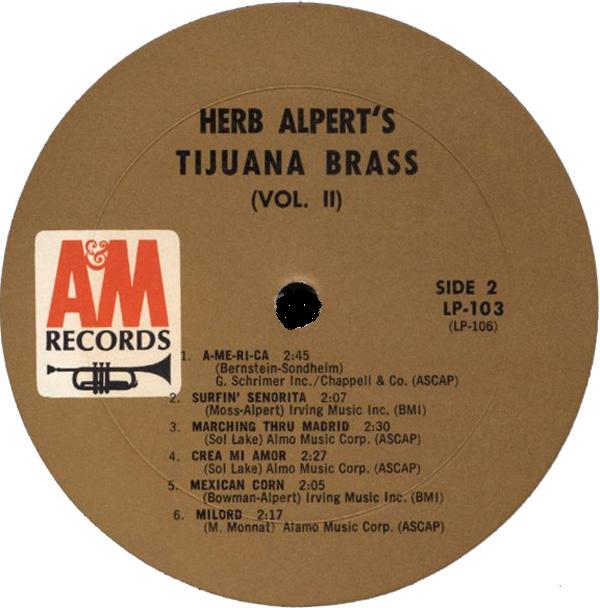 HERB ALPERT'S
TIJUANA BRASS
(VOL. II)
A&M
RECORDS
SIDE 2
LP-103
(LP-106)
1. A-ME-RI-CA 2:45
(Bernstein-Sondheim)
G. Schrimer Inc./Chappell & Co. (ASCAP)
2. SURFIN' SENORITA 2:07
(Moss-Alpert) Irving Music Inc. (BMI)
3. MARCHING THRU MADRID 2:30
(Sol Lake) Almo Music Corp. (ASCAP)
4. CREA MI AMOR 2:27
(Sol Lake) Almo Music Corp. (ASCAP)
5. MEXICAN CORN 2:05
(Bowman-Alpert) Irving Music Inc. (BMI)
6. MILORD 2:17
(M. Monnat) Alamo Music Corp. (ASCAP)